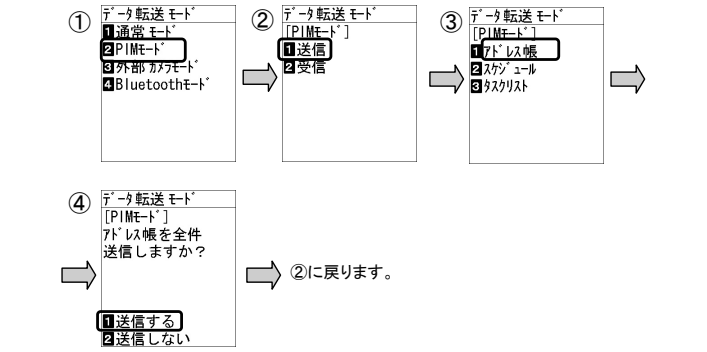 ①
ﾃﾞｰﾀ転送ﾓｰﾄﾞ
1通常ﾓｰﾄﾞ
2PIMﾓｰﾄﾞ
3外部ｶﾒﾗﾓｰﾄﾞ
4Bluetoothﾓｰﾄﾞ
②
ﾃﾞｰﾀ転送ﾓｰﾄﾞ
[PIMﾓｰﾄﾞ]
1送信
2受信
③
ﾃﾞｰﾀ転送ﾓｰﾄﾞ
[PIMﾓｰﾄﾞ]
1ｱﾄﾞﾚｽ帳
2ｽｹｼﾞｭｰﾙ
3ﾀｽｸﾘｽﾄ
④
ﾃﾞｰﾀ転送ﾓｰﾄﾞ
[PIMﾓｰﾄﾞ]
ｱﾄﾞﾚｽ帳を全件
送信しますか？
1送信する
2送信しない
②に戻ります。